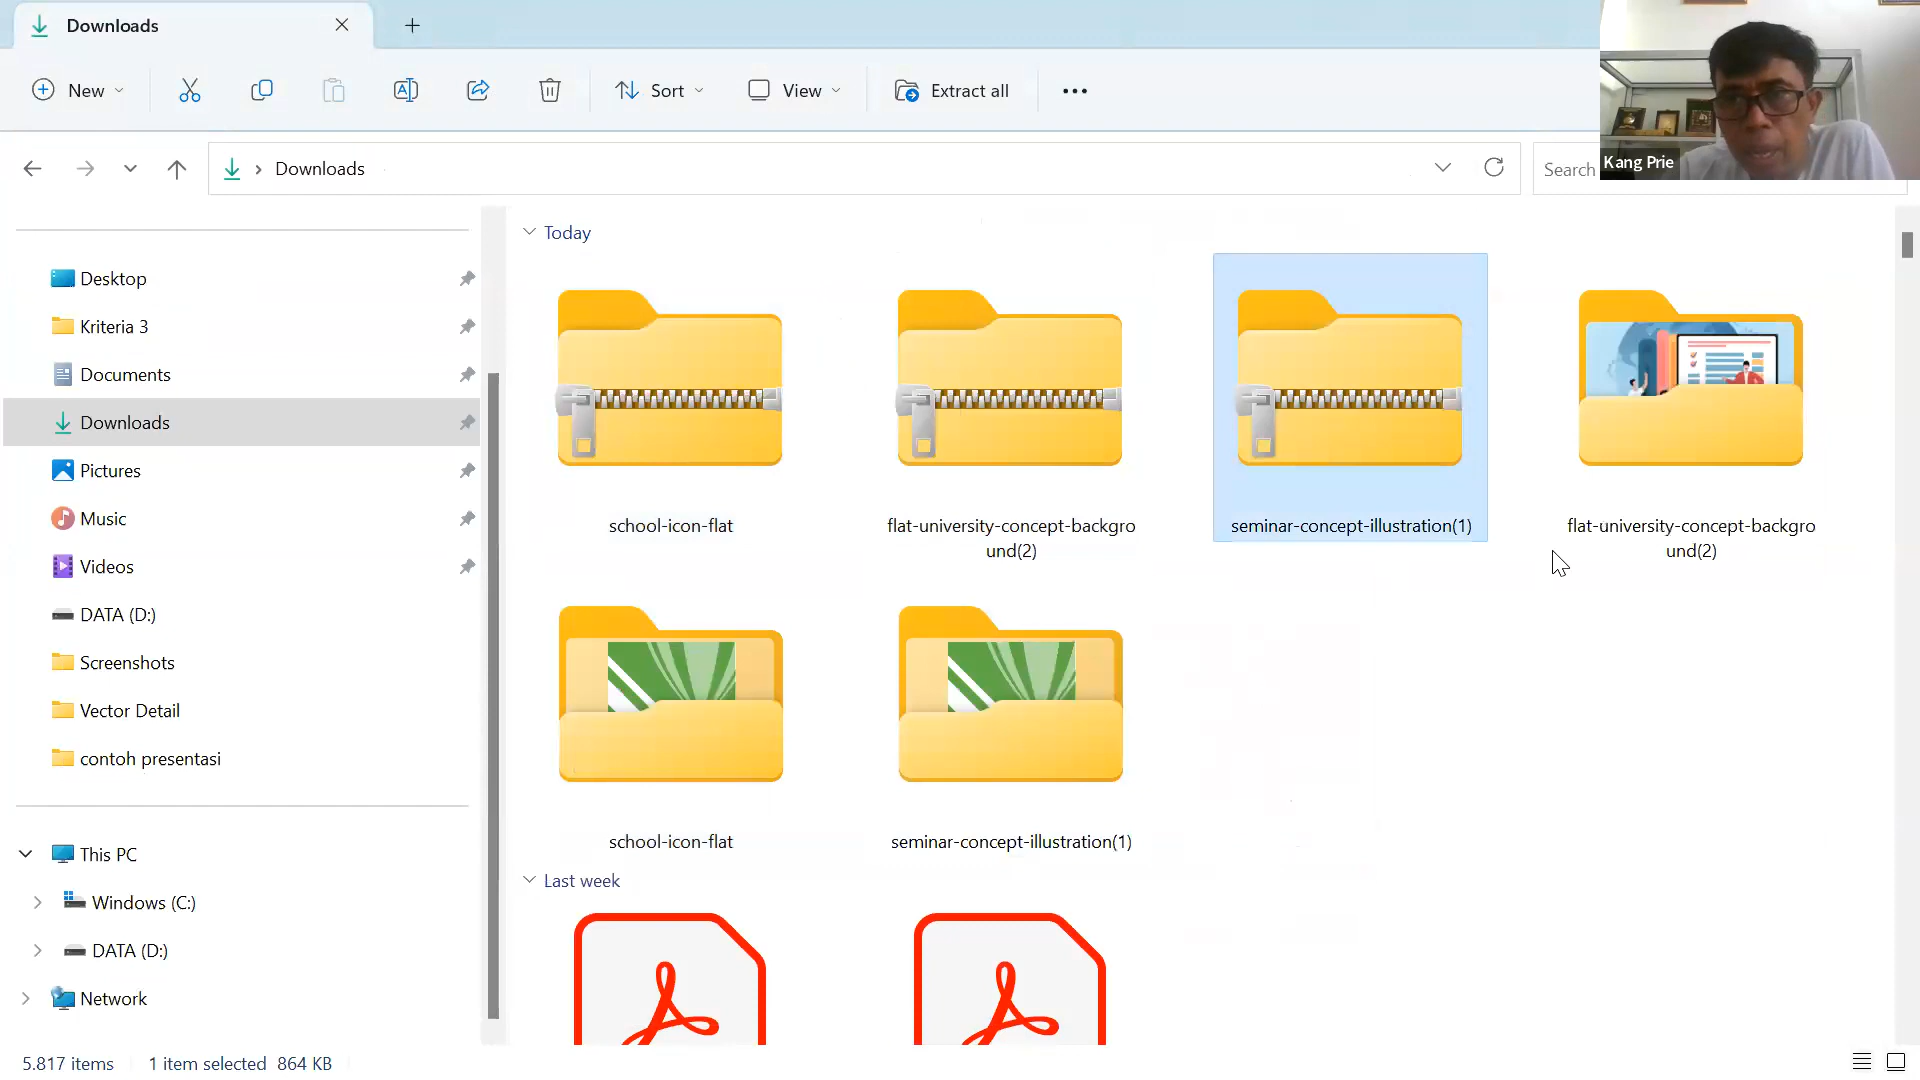 Downloads
New
Sort
View
Extract all
Downloads
Search
Kang Prie
Desktop
Kriteria 3
Documents
Downloads
Pictures
Music
Videos
DATA (D:)
Screenshots
Vector Detail
contoh presentasi
This PC
Windows (C:)
DATA (D:)
Network
Today
school-icon-flat
flat-university-concept-backgro
und(2)
seminar-concept-illustration(1)
flat-university-concept-backgro
und(2)
school-icon-flat
seminar-concept-illustration(1)
Last week
5.817 items
1 item selected 864 KB